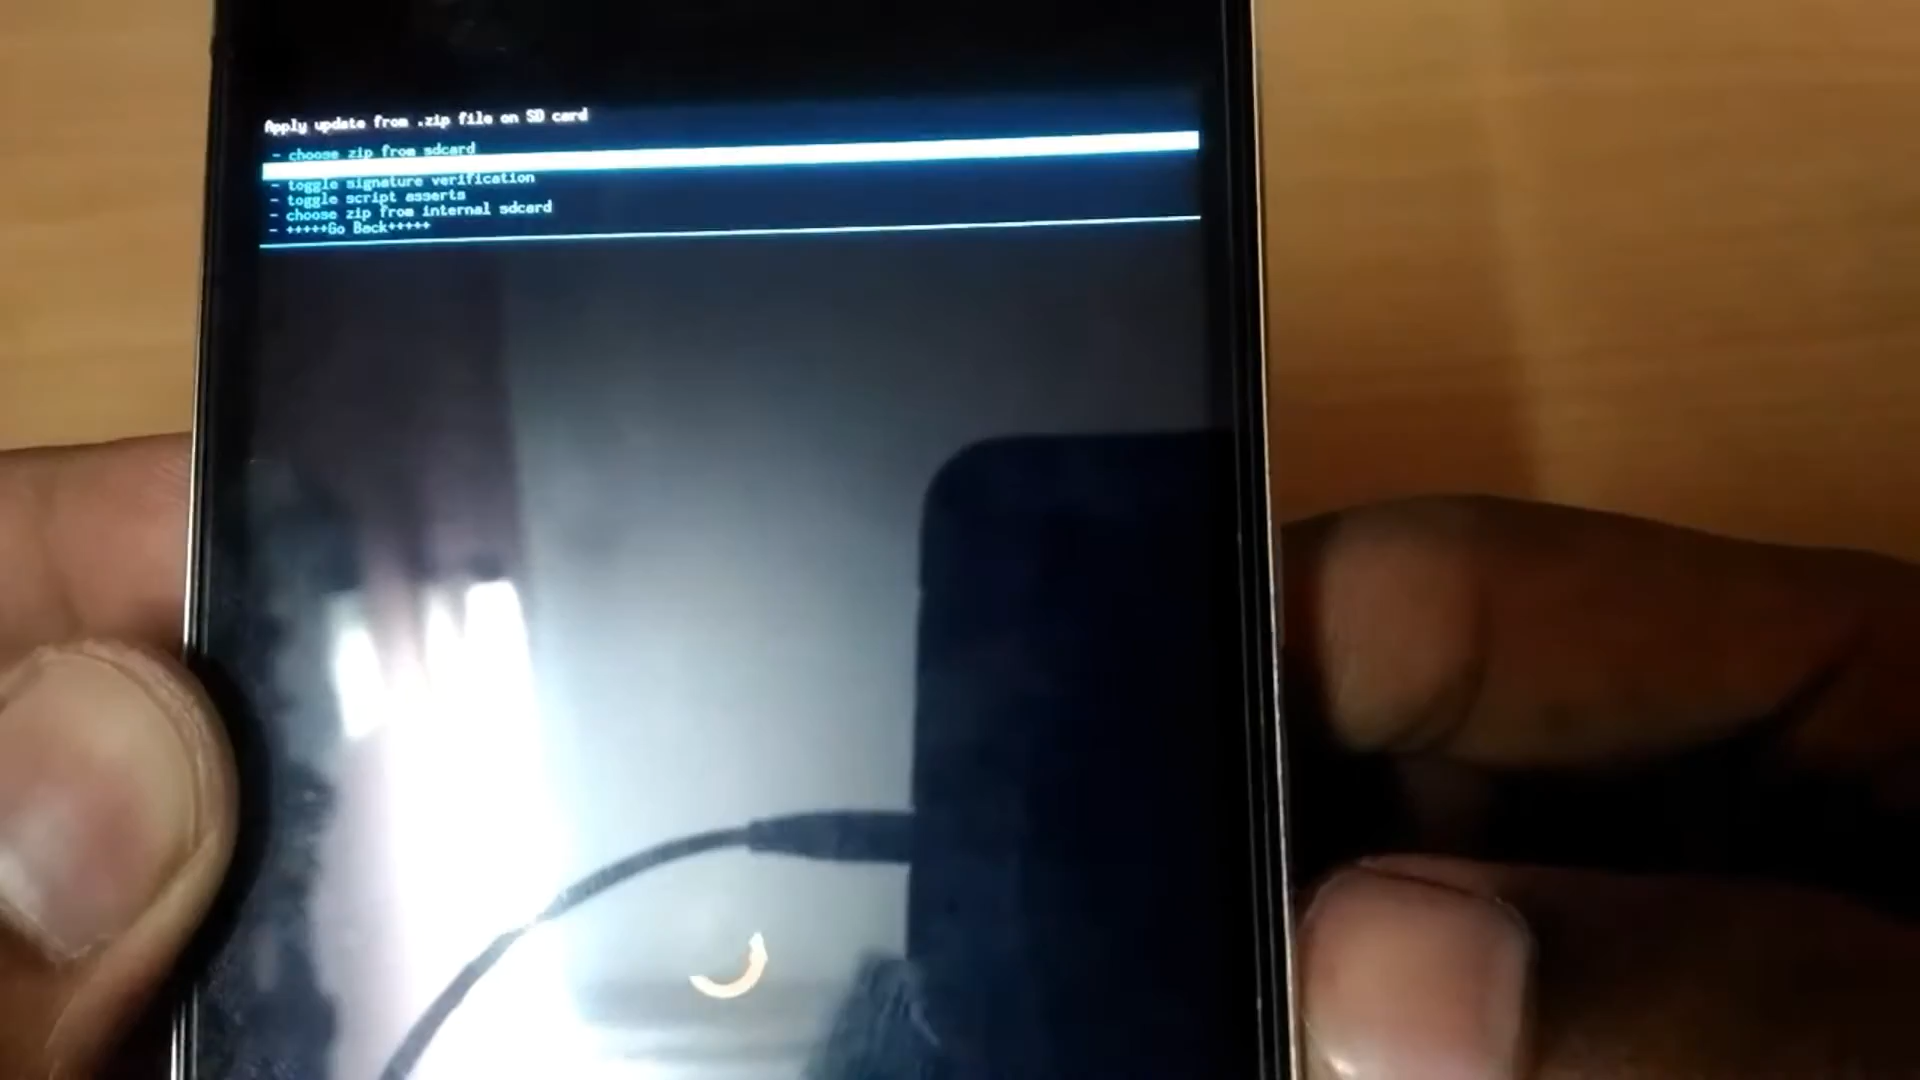 Apply update from .zip file on SD card
- choose zip from sdcard
- toggle signature verification
- toggle script asserts
- choose zip from internal sdcard
- +++++Go Back+++++